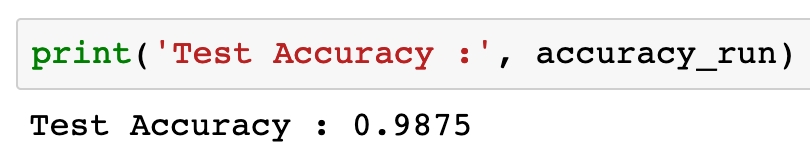 print('Test Accuracy :', accuracy_run)
Test Accuracy : 0.9875